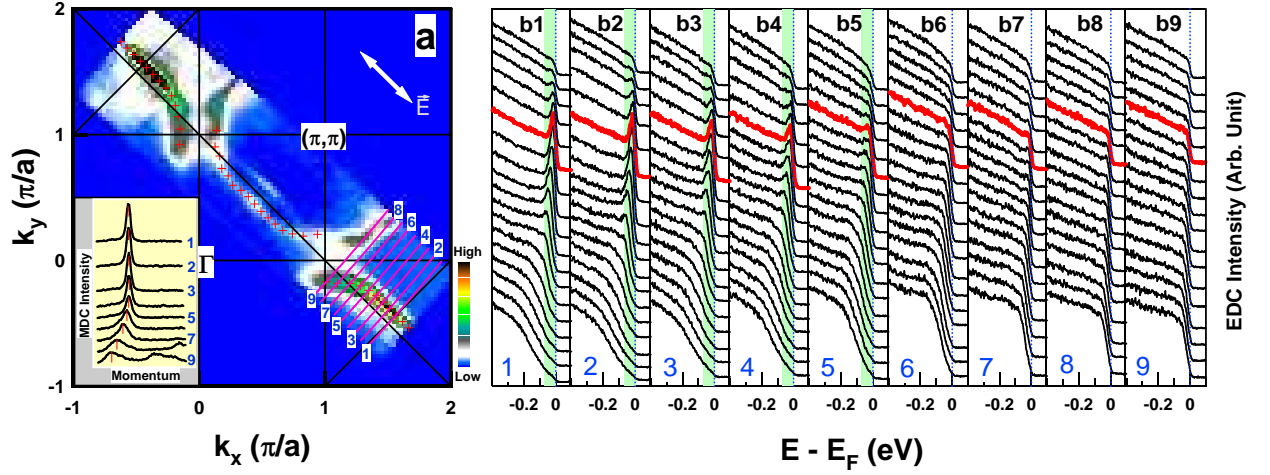 a
E
(π,π)
Γ
2
1
0
-1
-1
0
1
2
k_y (π/a)
k_x (π/a)
8
6
4
2
9
7
5
3
1
High
Low
MDC Intensity
Momentum
1
2
3
5
7
9
b1 b2 b3 b4 b5 b6 b7 b8 b9
1 2 3 4 5 6 7 8 9
-0.2 0 -0.2 0 -0.2 0 -0.2 0 -0.2 0 -0.2 0 -0.2 0 -0.2 0 -0.2 0
E - E_F (eV)
EDC Intensity (Arb. Unit)